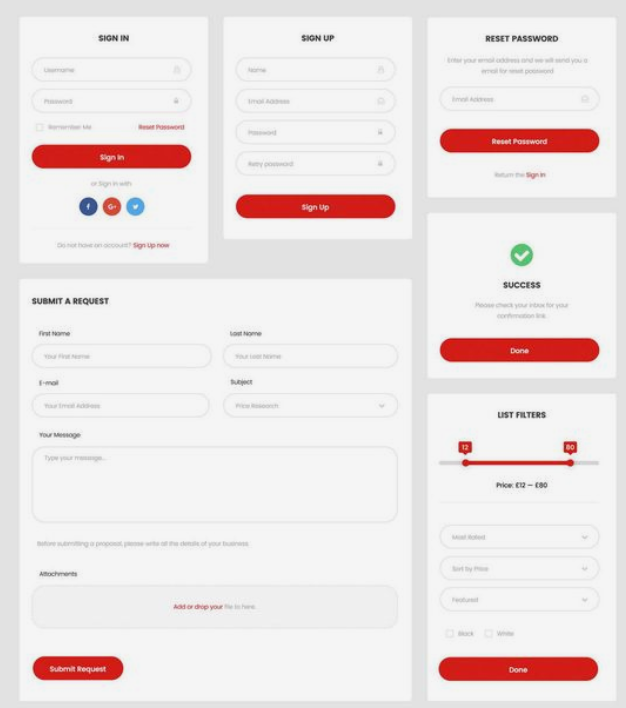 SIGN IN
Username
Password
Remember Me
Reset Password
Sign In
or Sign in with
f
G+
Do not have an account? Sign Up now
SIGN UP
Name
Email Address
Password
Retry password
Sign Up
RESET PASSWORD
Enter your email address and we will send you a
email for reset password
Email Address
Reset Password
Return the Sign In
SUCCESS
Please check your inbox for your
confirmation link.
Done
SUBMIT A REQUEST
First Name
Last Name
Your First Name
Your Last Name
E-mail
Subject
Your Email Address
Price Research
Your Message
Type your message...
Before submitting a proposal, please write all the details of your business
Attachments
Add or drop your file to here
Submit Request
LIST FILTERS
12
80
Price: £12 — £80
Most Rated
Sort by Price
Featured
Black
White
Done